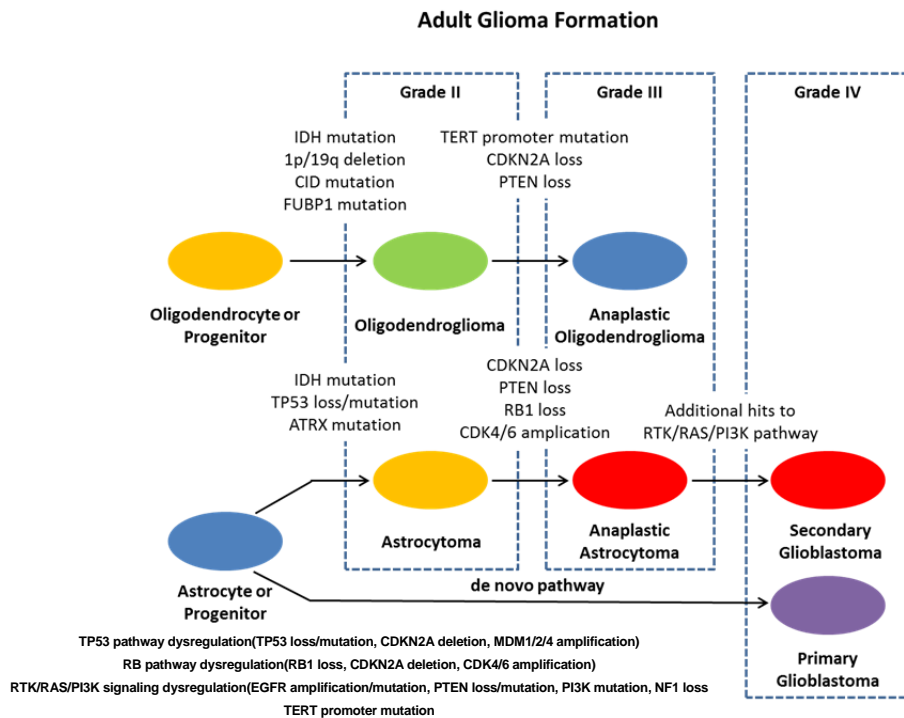 Adult Glioma Formation
Grade II
Grade III
Grade IV
IDH mutation
1p/19q deletion
CID mutation
FUBP1 mutation
TERT promoter mutation
CDKN2A loss
PTEN loss
Oligodendrocyte or
Progenitor
Oligodendroglioma
Anaplastic
Oligodendroglioma
IDH mutation
TP53 loss/mutation
ATRX mutation
CDKN2A loss
PTEN loss
RB1 loss
CDK4/6 amplication
Additional hits to
RTK/RAS/PI3K pathway
Astrocytoma
Anaplastic
Astrocytoma
Secondary
Glioblastoma
Astrocyte or
Progenitor
de novo pathway
Primary
Glioblastoma
TP53 pathway dysregulation(TP53 loss/mutation, CDKN2A deletion, MDM1/2/4 amplification)
RB pathway dysregulation(RB1 loss, CDKN2A deletion, CDK4/6 amplification)
RTK/RAS/PI3K signaling dysregulation(EGFR amplification/mutation, PTEN loss/mutation, PI3K mutation, NF1 loss
TERT promoter mutation